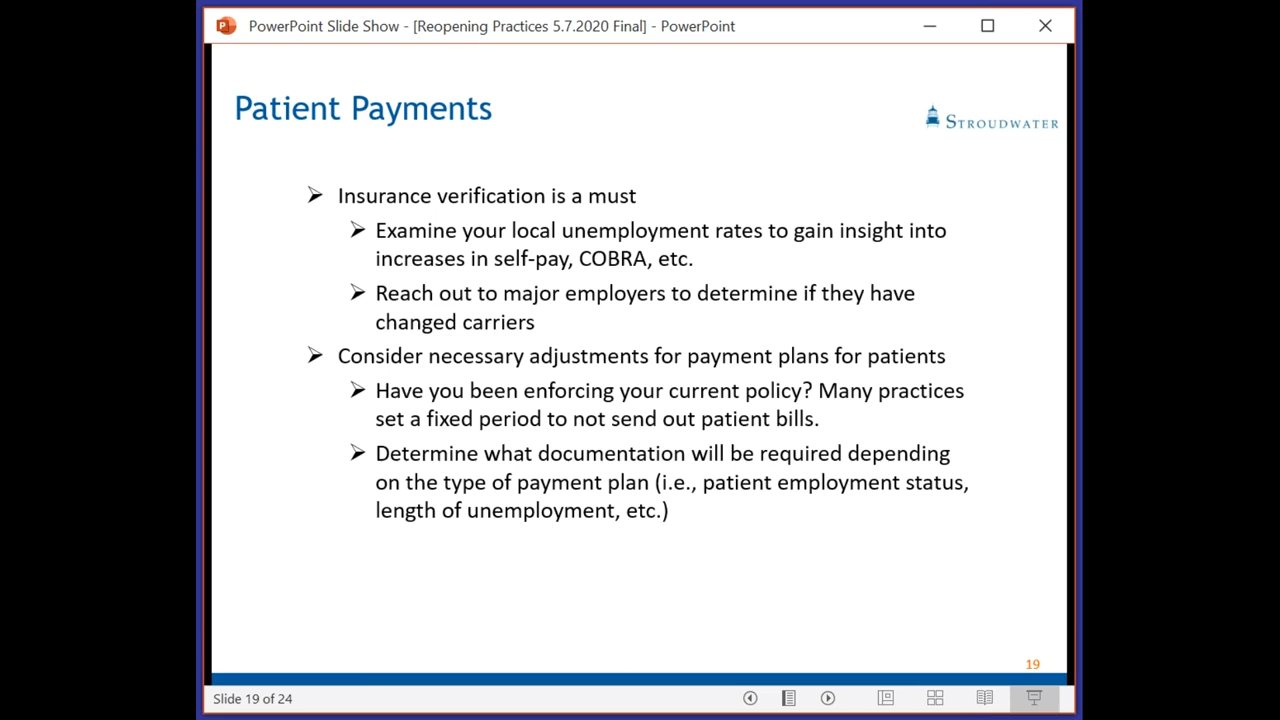 PowerPoint Slide Show - [Reopening Practices 5.7.2020 Final] - PowerPoint
Patient Payments
STROUDWATER
Insurance verification is a must
Examine your local unemployment rates to gain insight into
increases in self-pay, COBRA, etc.
Reach out to major employers to determine if they have
changed carriers
Consider necessary adjustments for payment plans for patients
Have you been enforcing your current policy? Many practices
set a fixed period to not send out patient bills.
Determine what documentation will be required depending
on the type of payment plan (i.e., patient employment status,
length of unemployment, etc.)
19
Slide 19 of 24